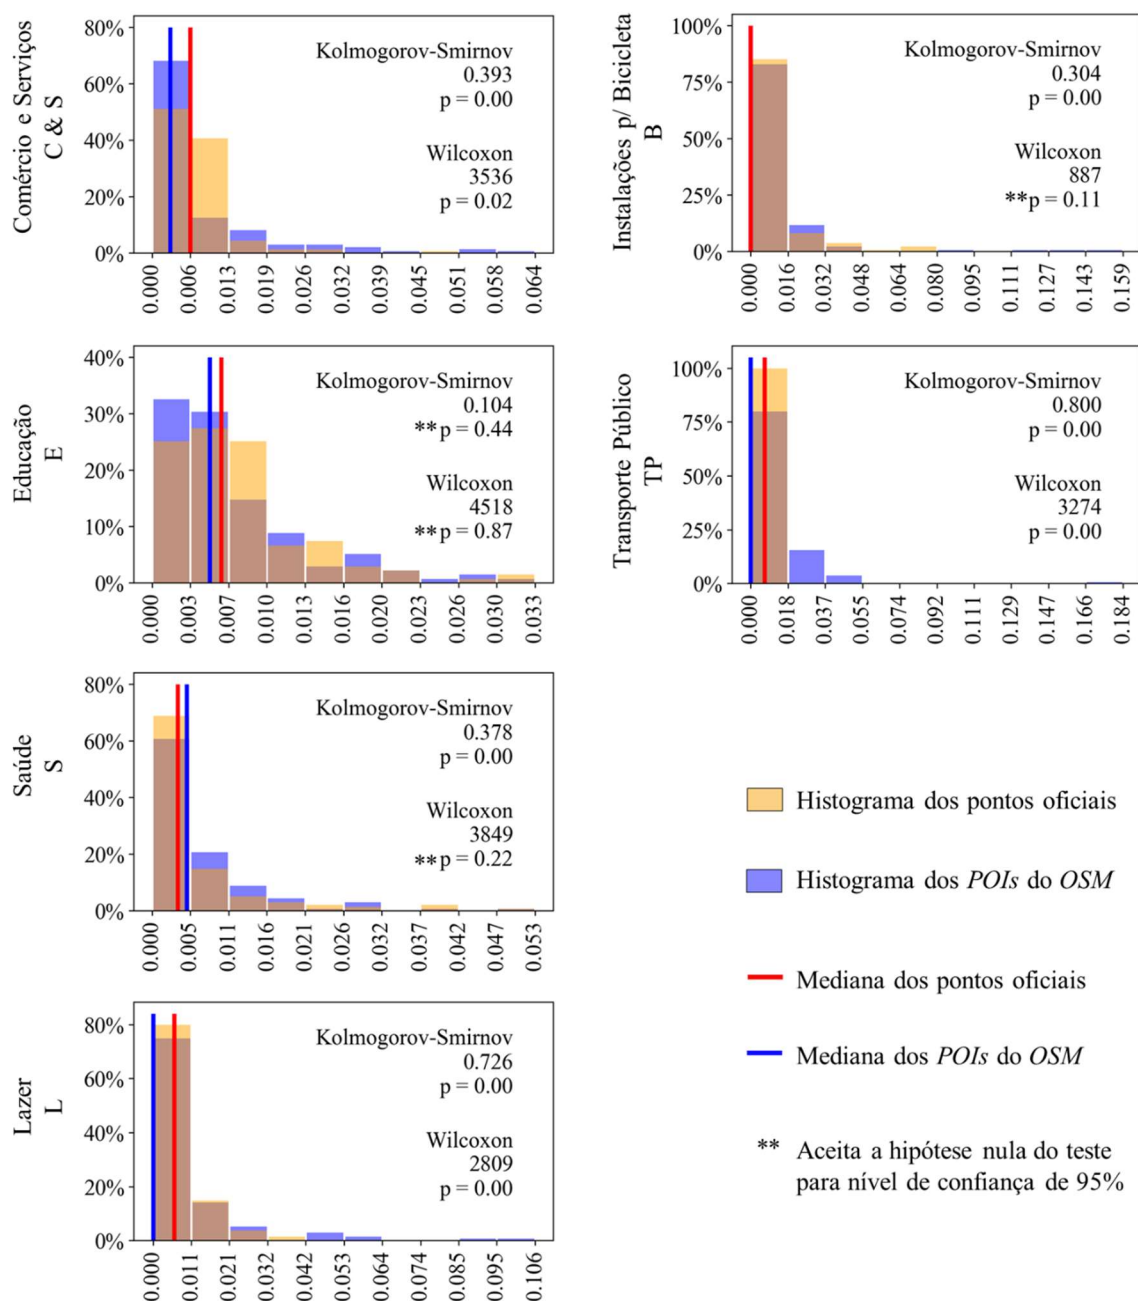 Comércio e Serviços
C & S
80%
60%
40%
20%
0%
Kolmogorov-Smirnov
0.393
p = 0.00
Wilcoxon
3536
p = 0.02
0.000
0.006
0.013
0.019
0.026
0.032
0.039
0.045
0.051
0.058
0.064
Instalações p/ Bicicleta
B
100%
75%
50%
25%
0%
Kolmogorov-Smirnov
0.304
p = 0.00
Wilcoxon
887
**p = 0.11
0.000
0.016
0.032
0.048
0.064
0.080
0.095
0.111
0.127
0.143
0.159
Educação
E
40%
30%
20%
10%
0%
Kolmogorov-Smirnov
0.104
**p = 0.44
Wilcoxon
4518
**p = 0.87
0.000
0.003
0.007
0.010
0.013
0.016
0.020
0.023
0.026
0.030
0.033
Transporte Público
TP
100%
75%
50%
25%
0%
Kolmogorov-Smirnov
0.800
p = 0.00
Wilcoxon
3274
p = 0.00
0.000
0.018
0.037
0.055
0.074
0.092
0.111
0.129
0.147
0.166
0.184
Saúde
S
80%
60%
40%
20%
0%
Kolmogorov-Smirnov
0.378
p = 0.00
Wilcoxon
3849
**p = 0.22
0.000
0.005
0.011
0.016
0.021
0.026
0.032
0.037
0.042
0.047
0.053
Lazer
L
80%
60%
40%
20%
0%
Kolmogorov-Smirnov
0.726
p = 0.00
Wilcoxon
2809
p = 0.00
0.000
0.011
0.021
0.032
0.042
0.053
0.064
0.074
0.085
0.095
0.106
Histograma dos pontos oficiais
Histograma dos POIs do OSM
Mediana dos pontos oficiais
Mediana dos POIs do OSM
** Aceita a hipótese nula do teste
para nível de confiança de 95%